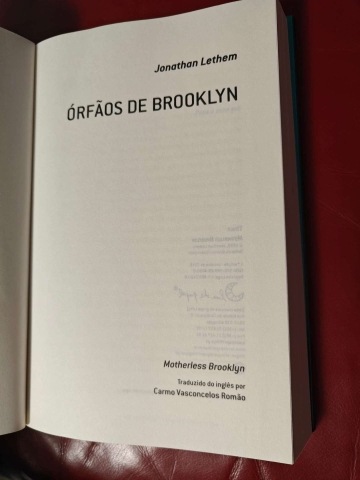 Jonathan Lethem
ÓRFÃOS DE BROOKLYN
Motherless Brooklyn
Traduzido do inglês por
Carmo Vasconcelos Romão